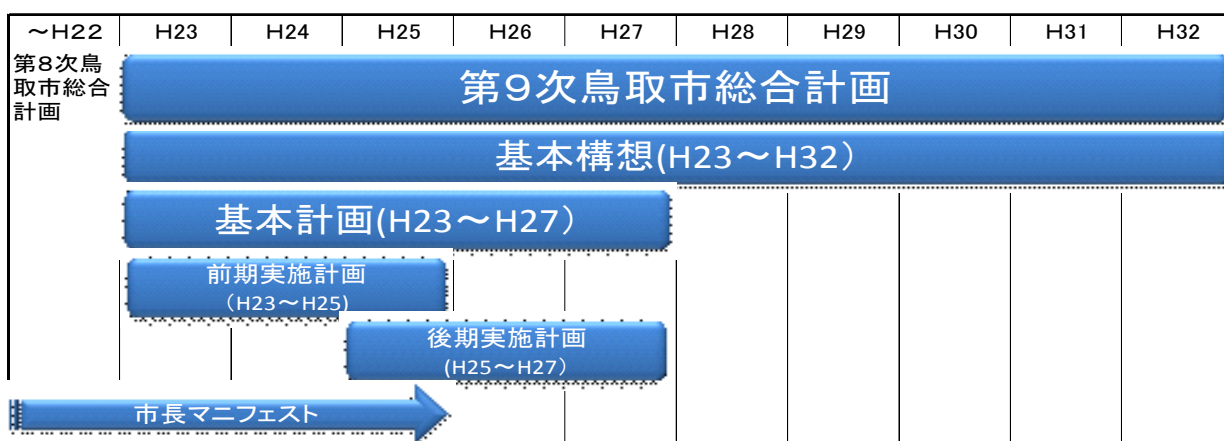 ～H22 H23 H24 H25 H26 H27 H28 H29 H30 H31 H32
第８次鳥
取市総合
計画
第９次鳥取市総合計画
基本構想(H23～H32）
基本計画(H23～H27）
前期実施計画
（H23～H25)
後期実施計画
(H25～H27）
市長マニフェスト